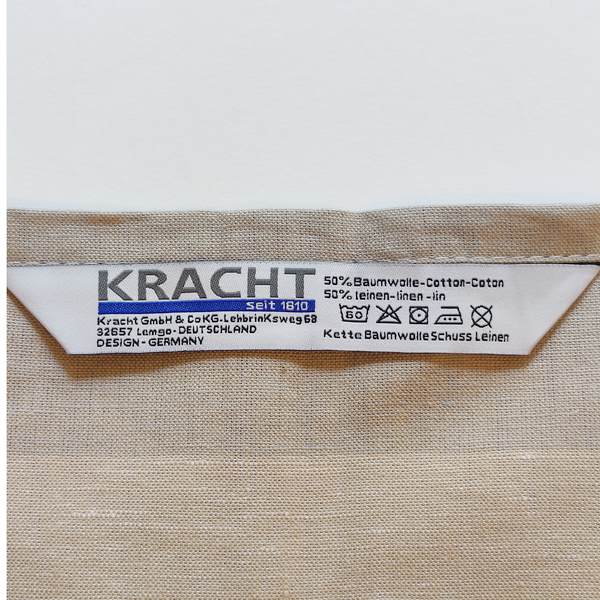 KRACHT
seit 1810
Kracht GmbH & CoKG.LehbrinKsweg 68
32657 Lemgo-DEUTSCHLAND
DESIGN-GERMANY
50% Baumwolle-Cotton-Coton
50% leinen-linen-lin
60
Kette Baumwolle Schuss Leinen